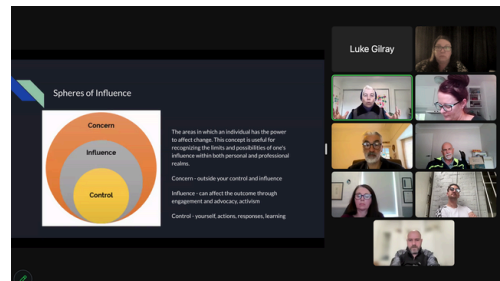 Spheres of Influence
Concern
Influence
Control
The areas in which an individual has the power
to affect change. This concept is useful for
recognizing the limits and possibilities of one's
influence within both personal and professional
realms.
Concern - outside your control and influence
Influence - can affect the outcome through
engagement and advocacy, activism
Control - yourself, actions, responses, learning
Luke Gilray